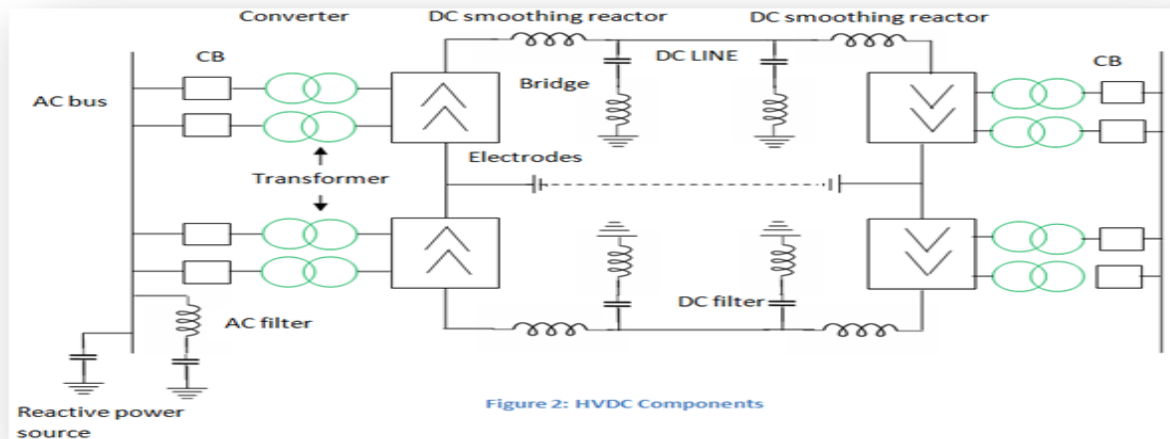 Converter
DC smoothing reactor
DC smoothing reactor
CB
DC LINE
CB
Bridge
AC bus
Electrodes
Transformer
DC filter
AC filter
Figure 2: HVDC Components
Reactive power
source